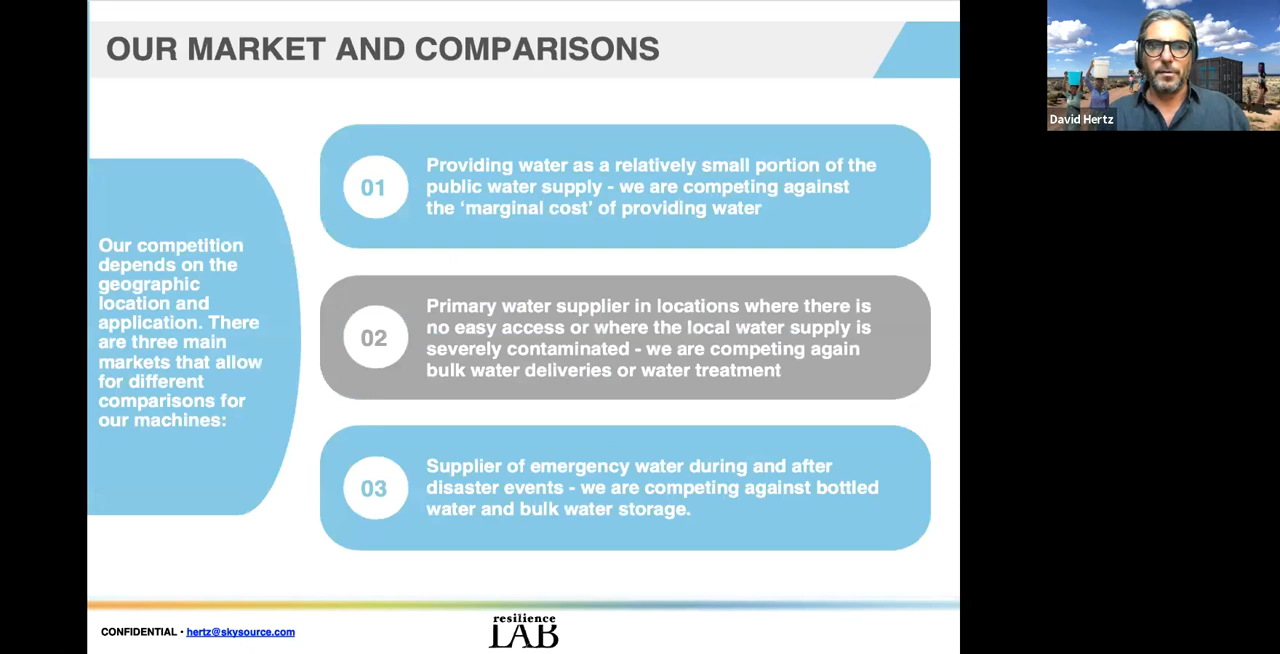 OUR MARKET AND COMPARISONS
David Hertz
Our competition
depends on the
geographic
location and
application. There
are three main
markets that allow
for different
comparisons for
our machines:
01
Providing water as a relatively small portion of the
public water supply - we are competing against
the ‘marginal cost’ of providing water
02
Primary water supplier in locations where there is
no easy access or where the local water supply is
severely contaminated - we are competing again
bulk water deliveries or water treatment
03
Supplier of emergency water during and after
disaster events - we are competing against bottled
water and bulk water storage.
CONFIDENTIAL • hertz@skysource.com
resilience
LAB